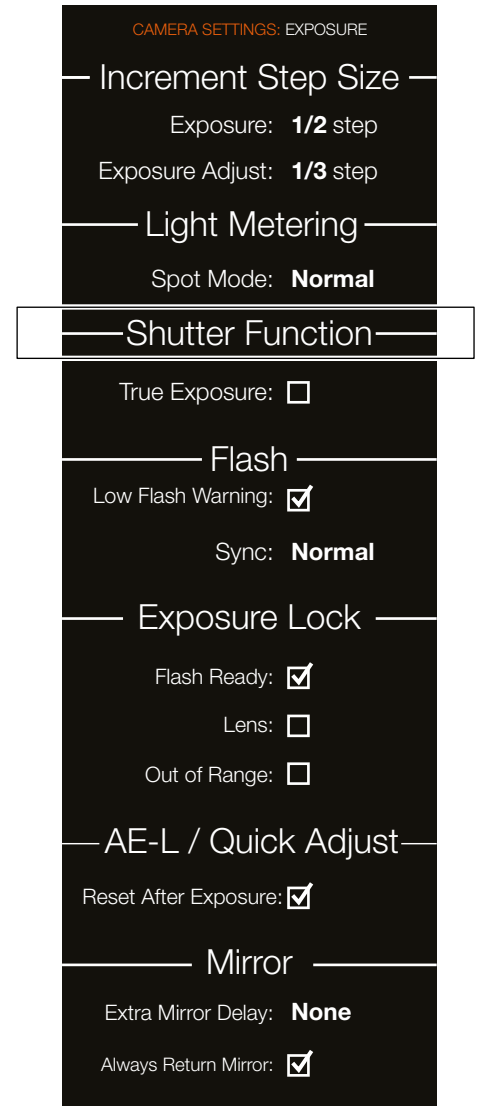 CAMERA SETTINGS: EXPOSURE
Increment Step Size
Exposure: 1/2 step
Exposure Adjust: 1/3 step
Light Metering
Spot Mode: Normal
Shutter Function
True Exposure:
Flash
Low Flash Warning:
Sync: Normal
Exposure Lock
Flash Ready:
Lens:
Out of Range:
AE-L / Quick Adjust
Reset After Exposure:
Mirror
Extra Mirror Delay: None
Always Return Mirror: